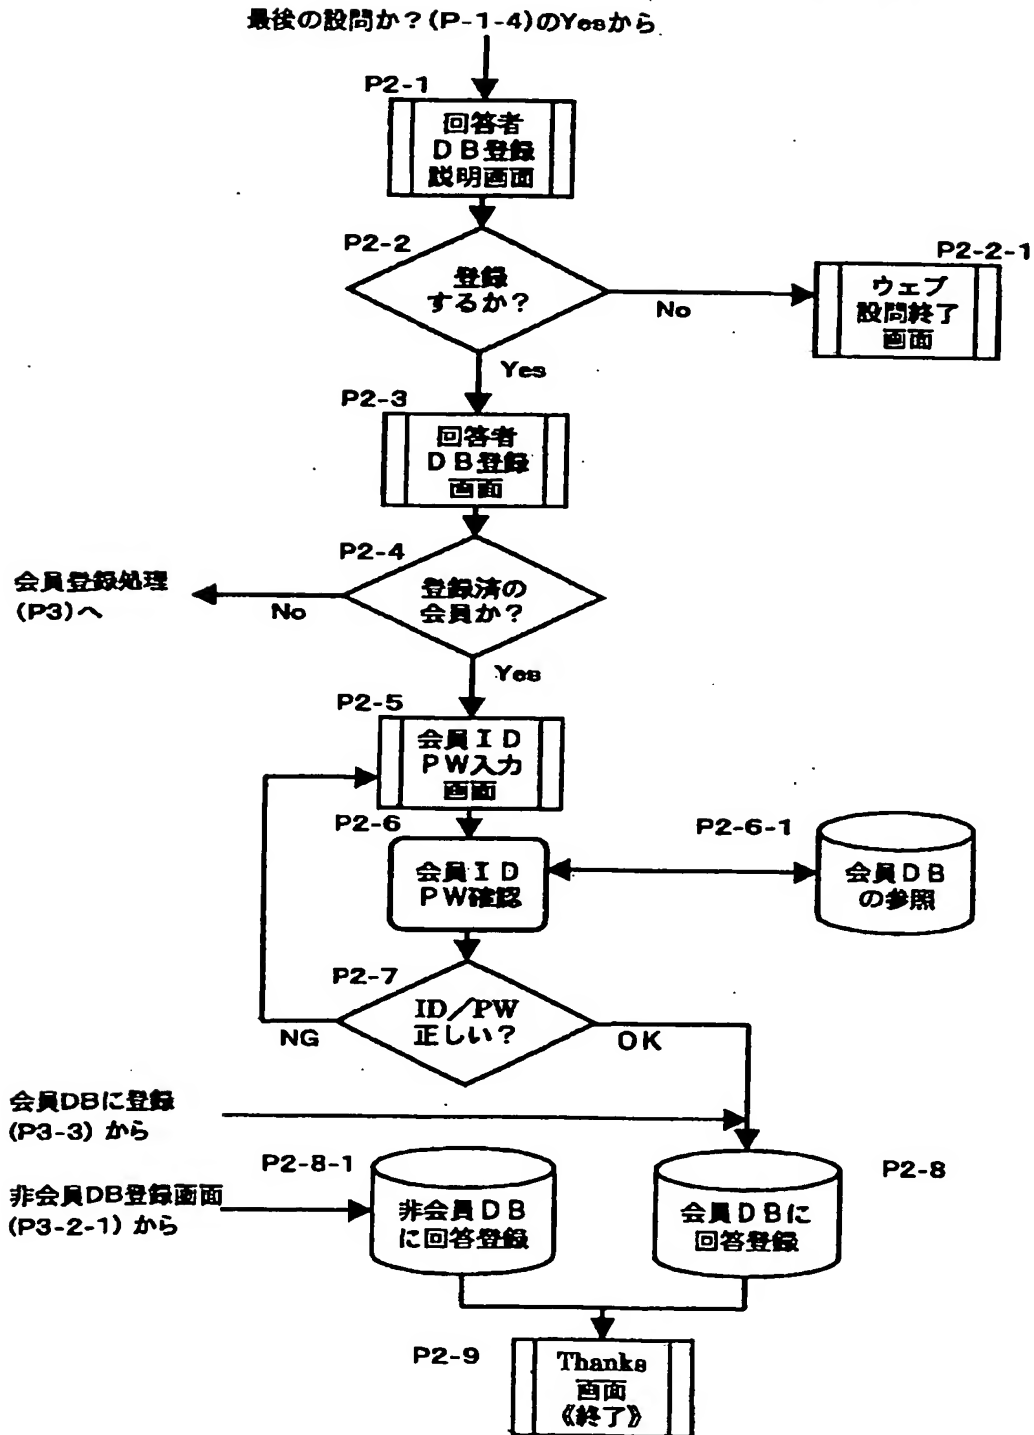 最後の設問か？(P-1-4)のYesから
P2-1
回答者
ＤＢ登録
説明画面
P2-2
登録
するか？
No
P2-2-1
ウェブ
設問終了
画面
Yes
P2-3
回答者
ＤＢ登録
画面
P2-4
登録済の
会員か？
No
会員登録処理
(P3)へ
Yes
P2-5
会員ＩＤ
ＰＷ入力
画面
P2-6
会員ＩＤ
ＰＷ確認
P2-6-1
会員ＤＢ
の参照
P2-7
ID／PW
正しい？
NG
OK
会員DBに登録
(P3-3) から
P2-8-1
非会員ＤＢ
に回答登録
P2-8
会員ＤＢに
回答登録
非会員DB登録画面
(P3-2-1) から
P2-9
Thanks
画面
《終了》